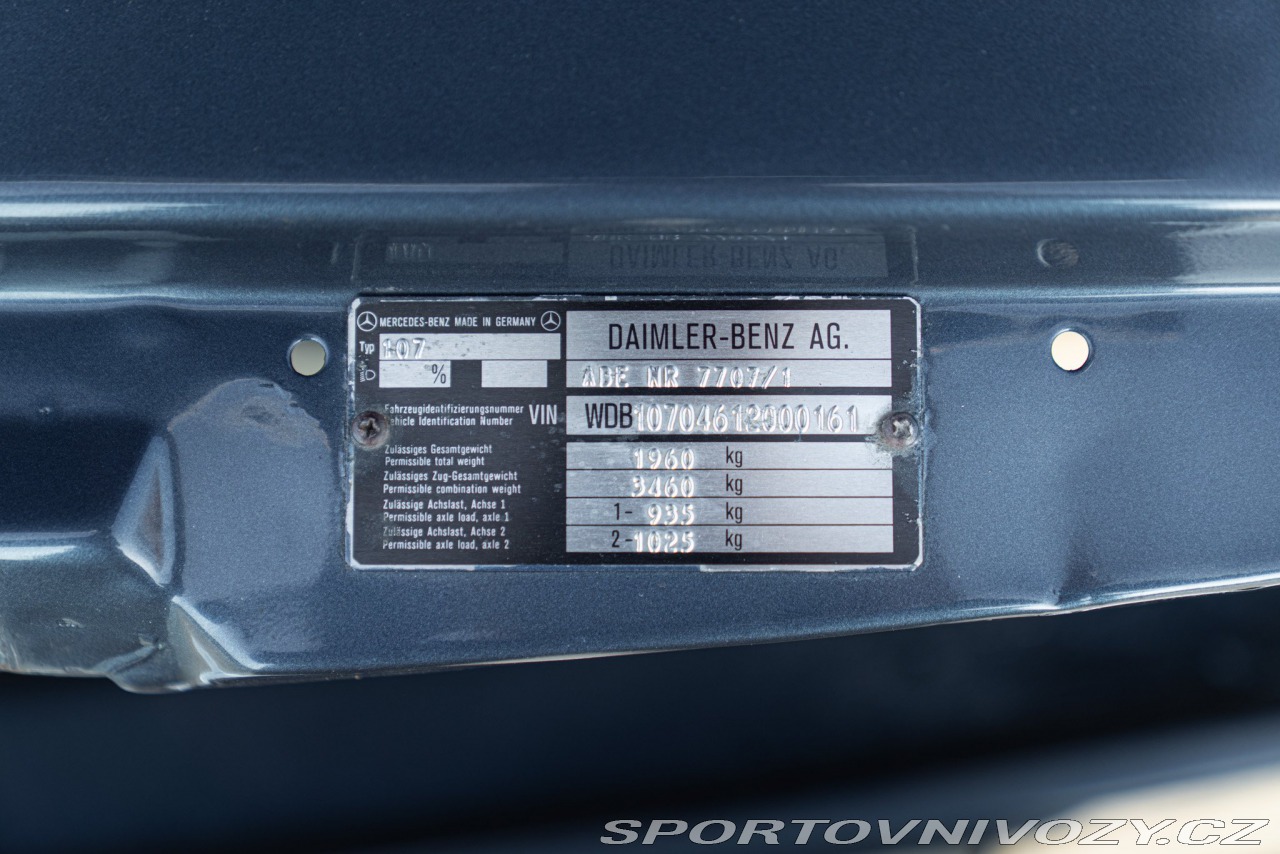 MERCEDES-BENZ MADE IN GERMANY
Typ 107
%
DAIMLER-BENZ AG.
ABE NR 7707/1
Fahrzeugidentifizierungsnummer
Vehicle Identification Number
VIN
WDB10704612000161
Zulässiges Gesamtgewicht
Permissible total weight
1960 kg
Zulässiges Zug-Gesamtgewicht
Permissible combination weight
3460 kg
Zulässige Achslast, Achse 1
Permissible axle load, axle 1
1- 935 kg
Zulässige Achslast, Achse 2
Permissible axle load, axle 2
2- 1025 kg
SPORTOVNIVOZY.CZ